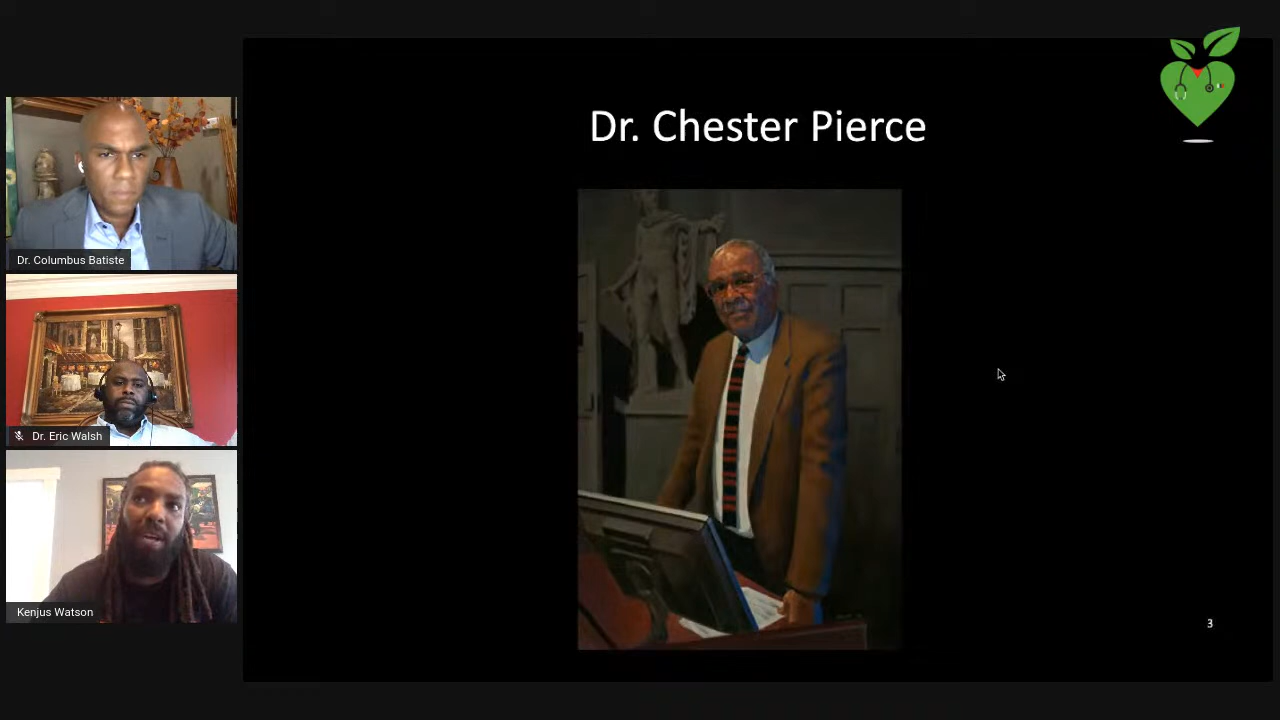 Dr. Chester Pierce
Dr. Columbus Batiste
Dr. Eric Walsh
Kenjus Watson
3